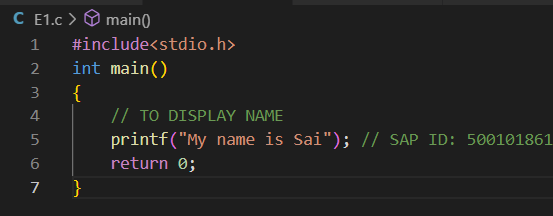 C E1.c > main()
1 #include<stdio.h>
2 int main()
3 {
4 // TO DISPLAY NAME
5 printf("My name is Sai"); // SAP ID: 500101861
6 return 0;
7 }